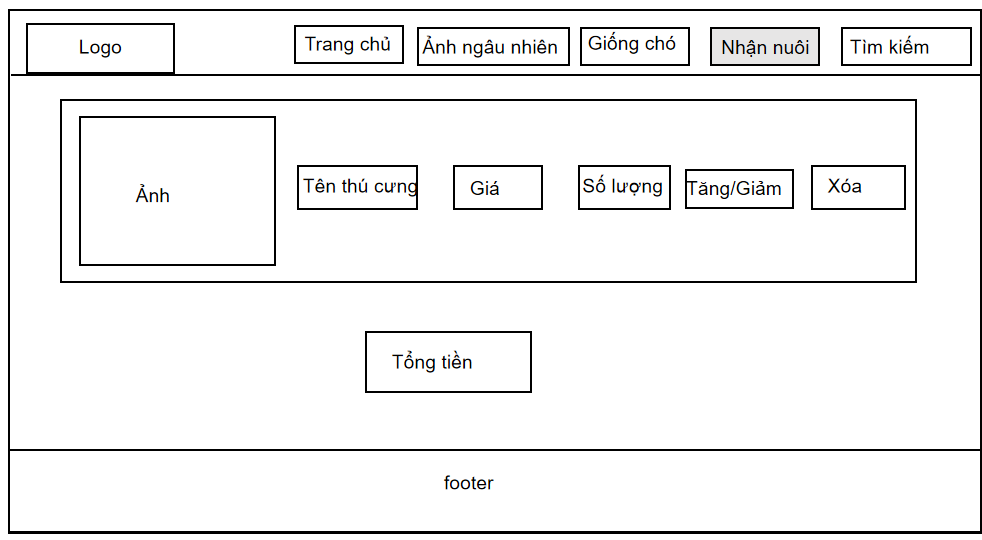 Logo
Trang chủ
Ảnh ngâu nhiên
Giống chó
Nhận nuôi
Tìm kiếm
Ảnh
Tên thú cưng
Giá
Số lượng
Tăng/Giảm
Xóa
Tổng tiền
footer